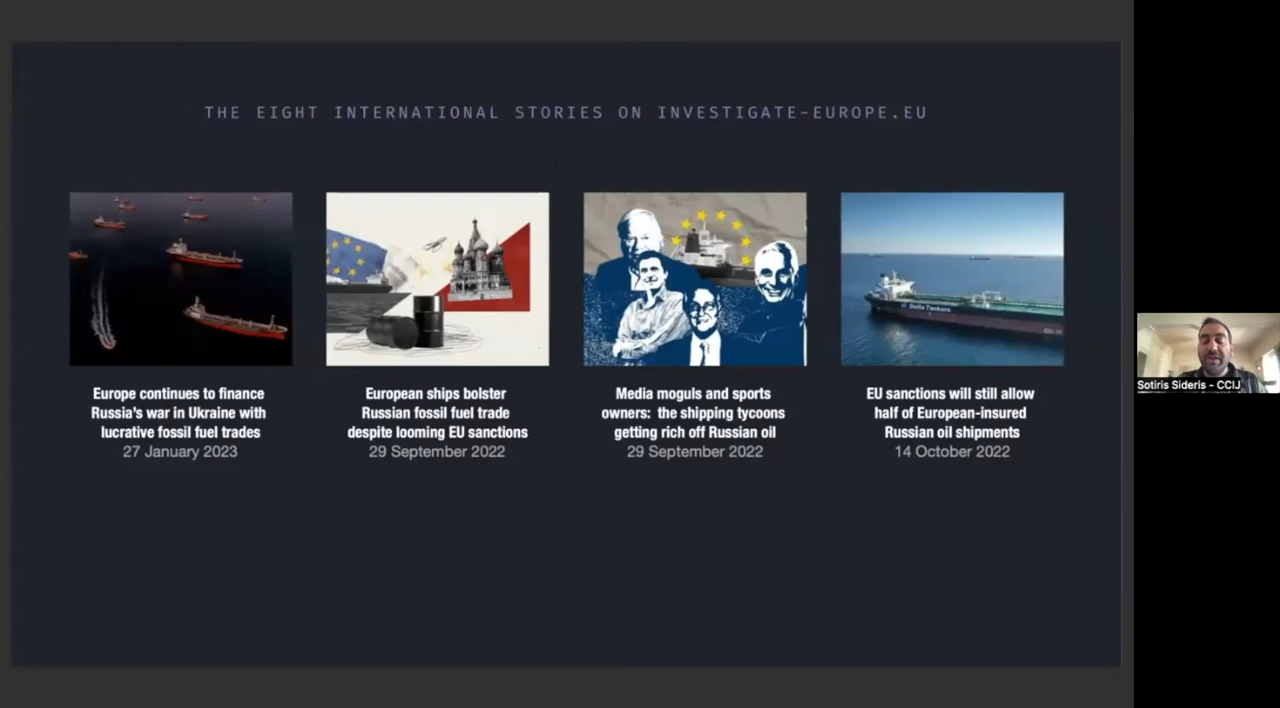 THE EIGHT INTERNATIONAL STORIES ON INVESTIGATE-EUROPE.EU
Delta Tankers
Europe continues to finance
Russia's war in Ukraine with
lucrative fossil fuel trades
27 January 2023
European ships bolster
Russian fossil fuel trade
despite looming EU sanctions
29 September 2022
Media moguls and sports
owners: the shipping tycoons
getting rich off Russian oil
29 September 2022
EU sanctions will still allow
half of European-insured
Russian oil shipments
14 October 2022
Sotiris Sideris - CCIJ